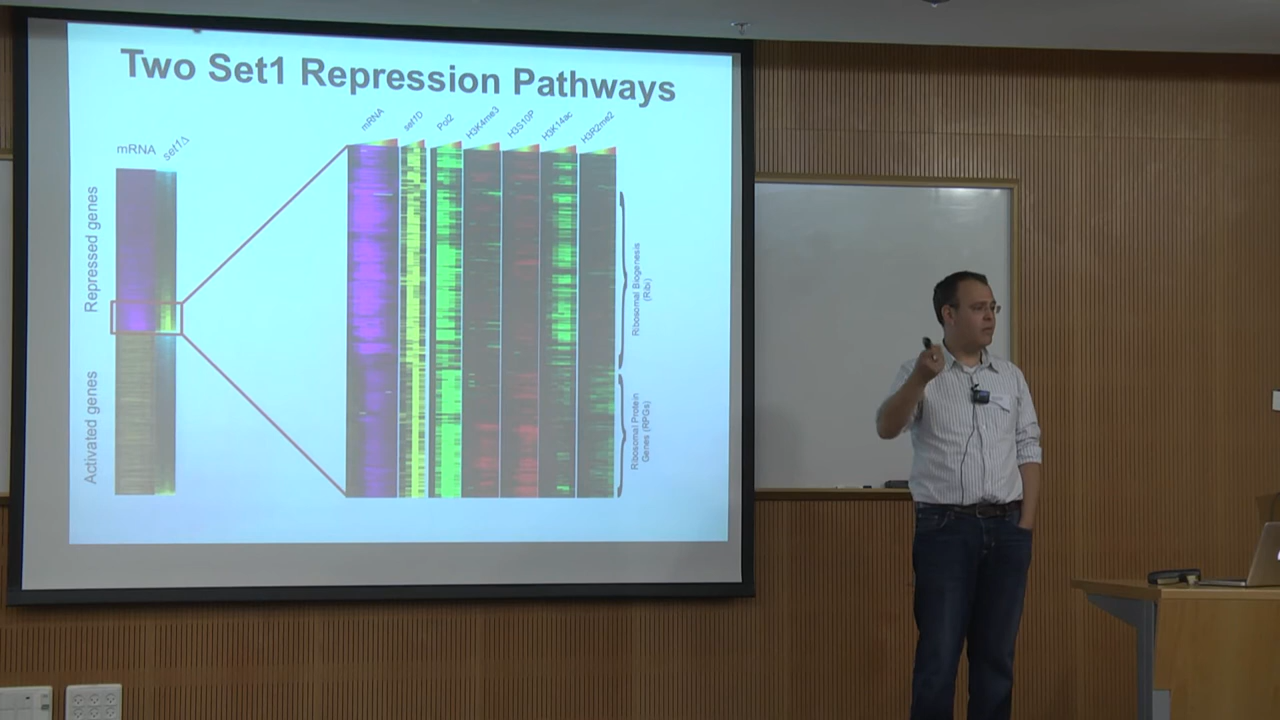 Two Set1 Repression Pathways
mRNA
set1Δ
Repressed genes
Activated genes
mRNA
set1D
Pol2
H3K4me3
H3S10P
H3K14ac
H3R2me2
Ribosomal Biogenesis
(Ribi)
Ribosomal Protein
Genes (RPGs)